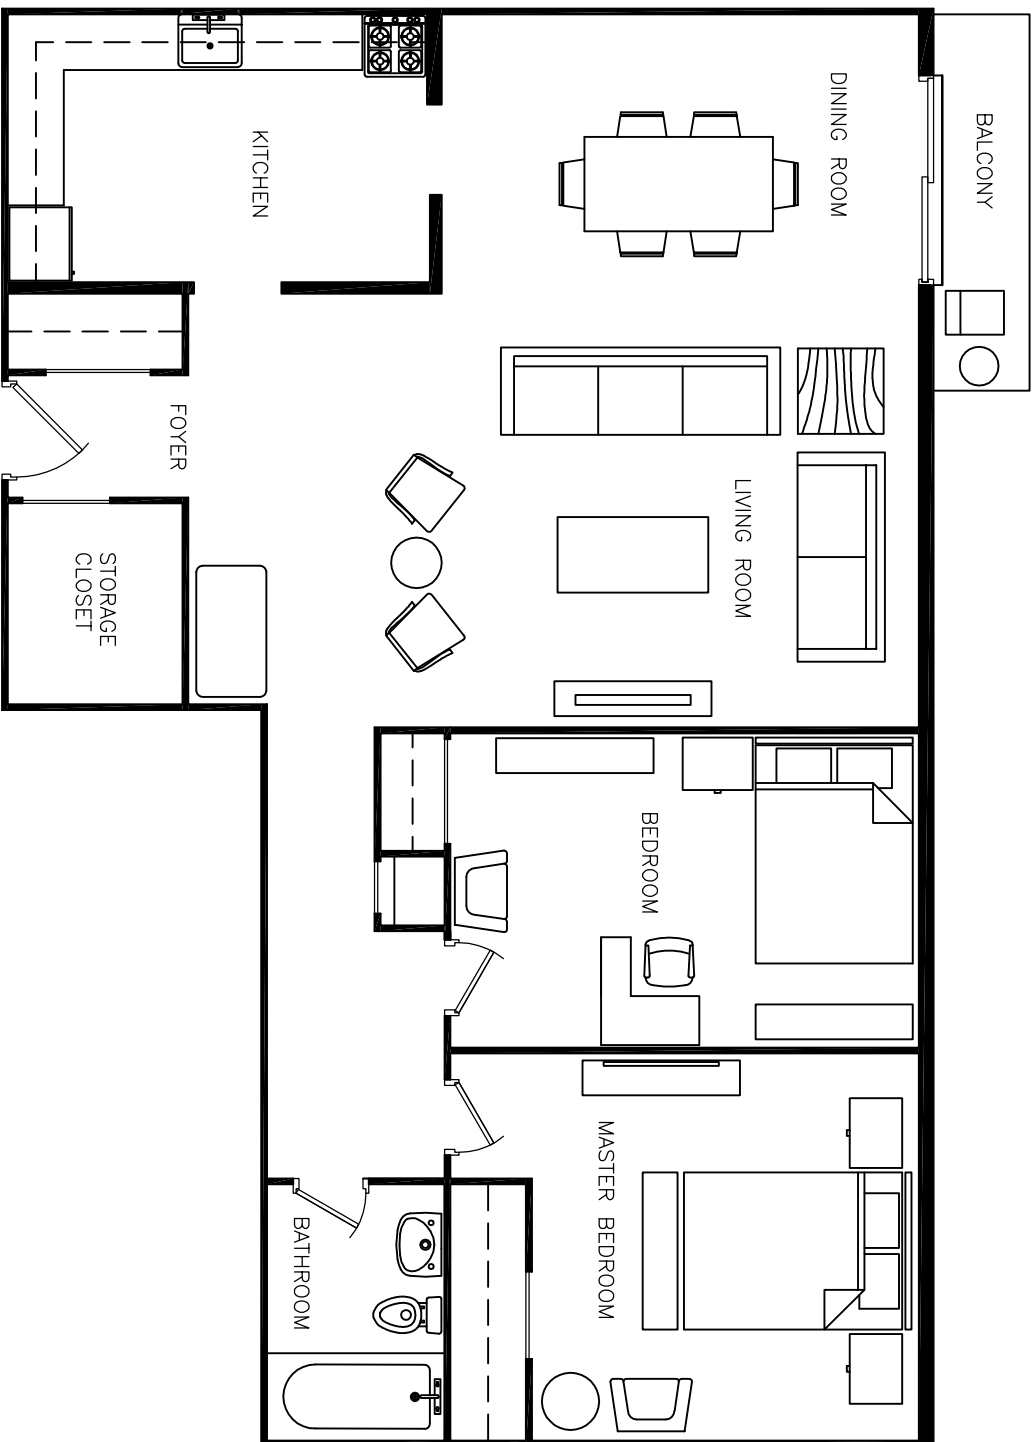 BALCONY
DINING ROOM
KITCHEN
FOYER
LIVING ROOM
STORAGE
CLOSET
BEDROOM
MASTER BEDROOM
BATHROOM